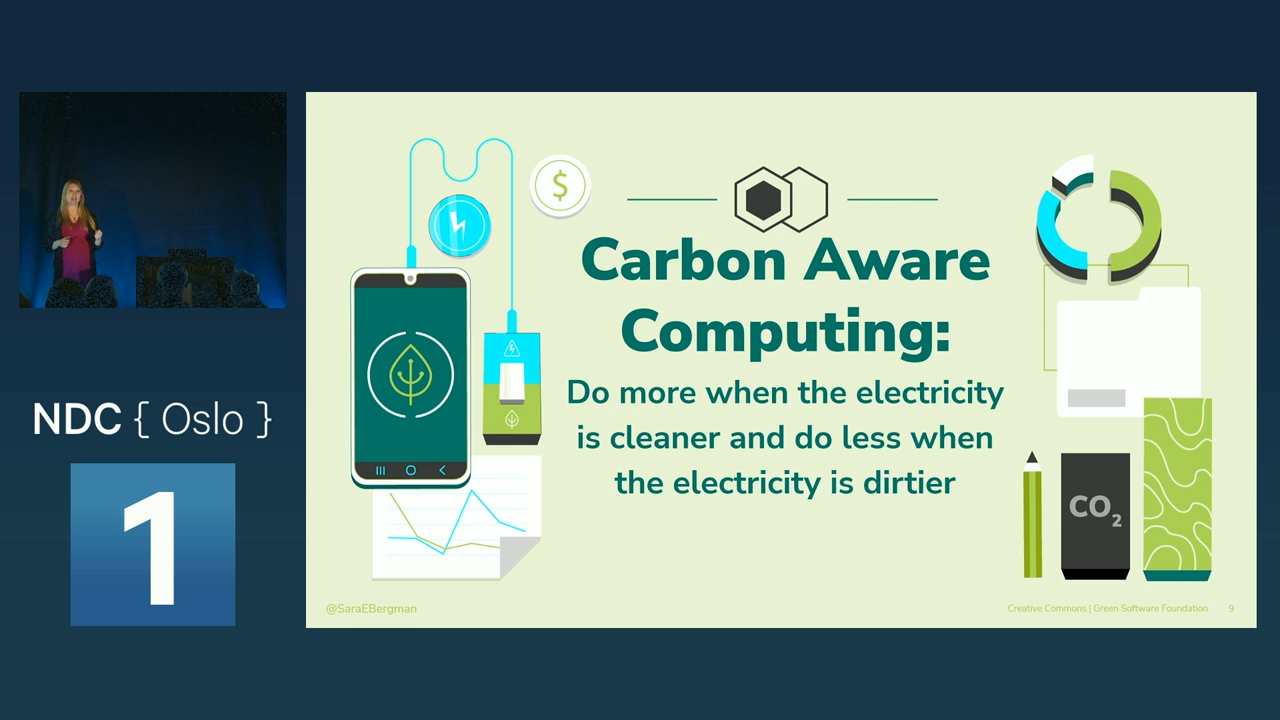 NDC { Oslo }
1
$
Carbon Aware
Computing:
Do more when the electricity
is cleaner and do less when
the electricity is dirtier
CO2
@SaraEBergman
Creative Commons | Green Software Foundation 9